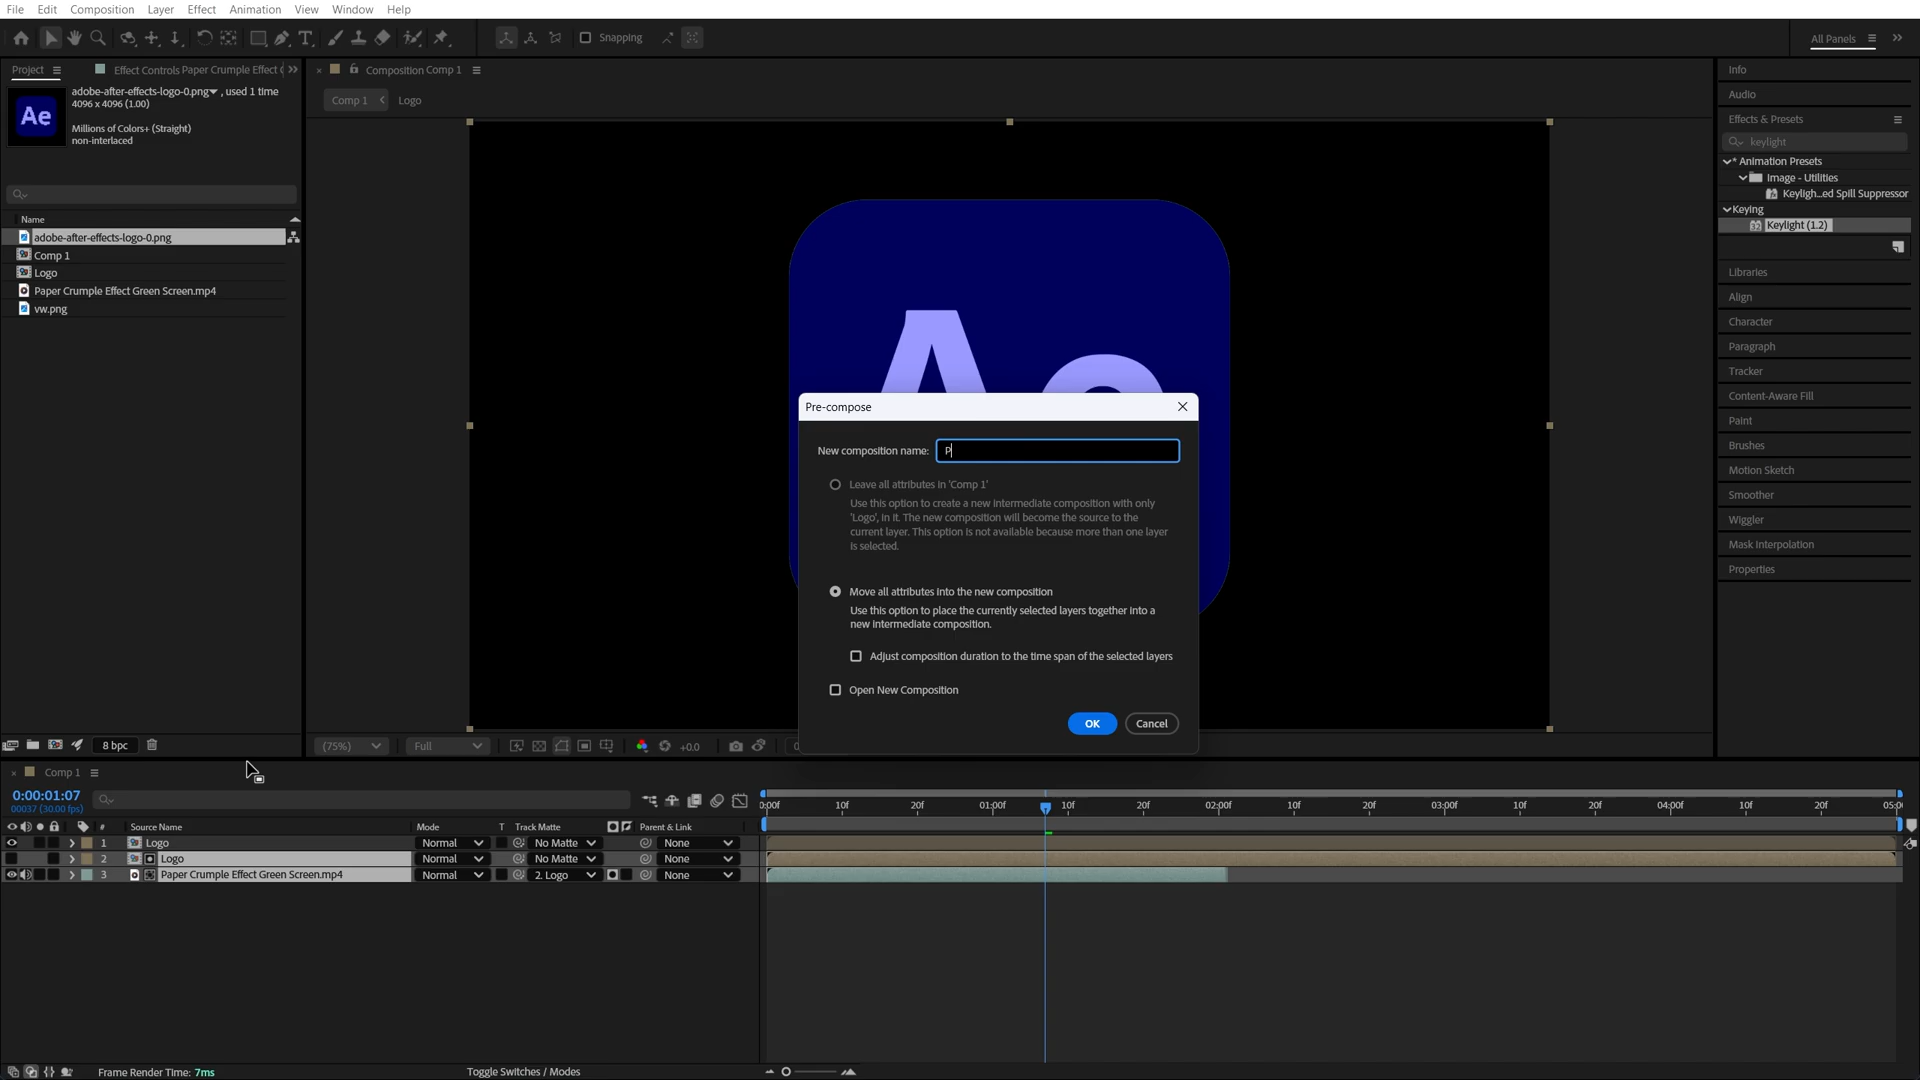 File Edit Composition Layer Effect Animation View Window Help
Snapping
All Panels
Project
Effect Controls Paper Crumple Effect
Composition Comp 1
Info
adobe-after-effects-logo-0.png , used 1 time
4096 x 4096 (1.00)
Millions of Colors+ (Straight)
non-interlaced
Ae
Comp 1 Logo
Audio
Effects & Presets
keylight
* Animation Presets
Image - Utilities
Keyligh...ed Spill Suppressor
Keying
Keylight (1.2)
Name
adobe-after-effects-logo-0.png
Comp 1
Logo
Paper Crumple Effect Green Screen.mp4
vw.png
Libraries
Align
Character
Paragraph
Tracker
Content-Aware Fill
Paint
Brushes
Motion Sketch
Smoother
Wiggler
Mask Interpolation
Properties
Ae
Pre-compose
New composition name: P
Leave all attributes in 'Comp 1'
Use this option to create a new intermediate composition with only
'Logo', in it. The new composition will become the source to the
current layer. This option is not available because more than one layer
is selected.
Move all attributes into the new composition
Use this option to place the currently selected layers together into a
new intermediate composition.
Adjust composition duration to the time span of the selected layers
Open New Composition
OK Cancel
8 bpc
(75%) Full +0.0
Comp 1
0:00:01:07
00037 (30.00 fps)
0:00f 10f 20f 01:00f 10f 20f 02:00f 10f 20f 03:00f 10f 20f 04:00f 10f 20f 05:0
# Source Name Mode T Track Matte Parent & Link
1 Logo Normal No Matte None
2 Logo Normal No Matte None
3 Paper Crumple Effect Green Screen.mp4 Normal 2. Logo None
Frame Render Time: 7ms
Toggle Switches / Modes